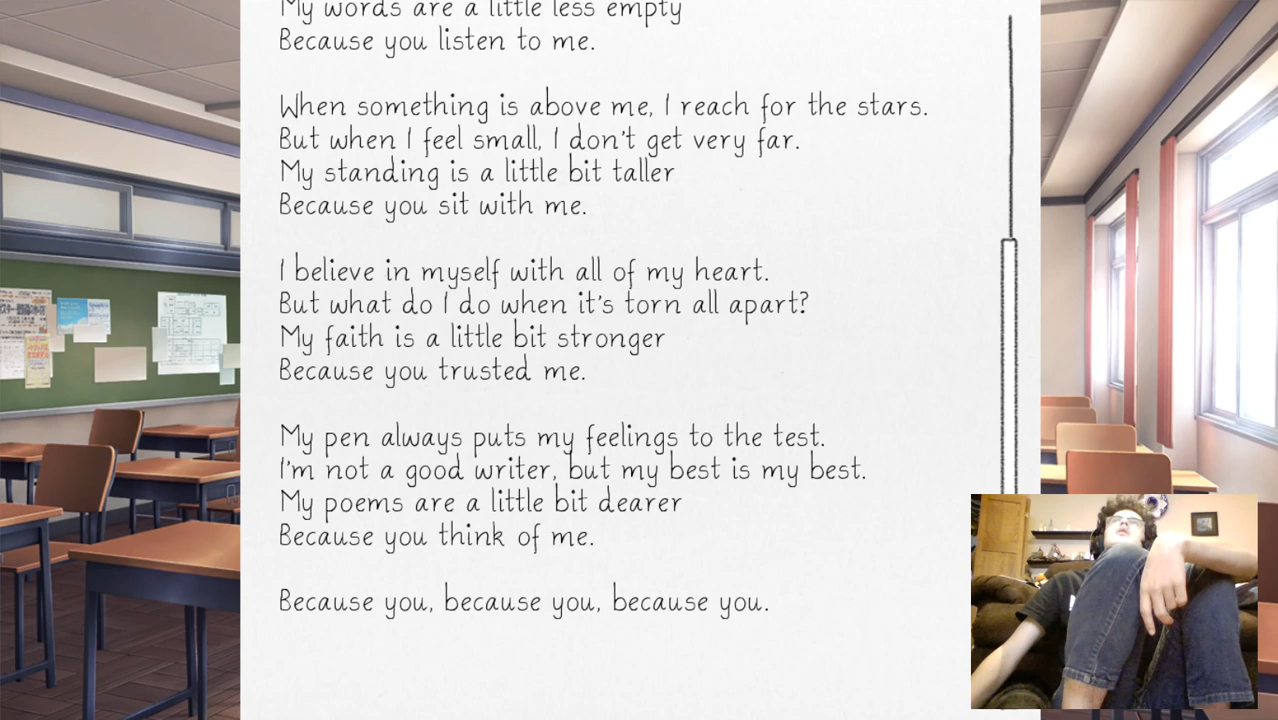 My words are a little less empty
Because you listen to me.
When something is above me, I reach for the stars.
But when I feel small, I don't get very far.
My standing is a little bit taller
Because you sit with me.
I believe in myself with all of my heart.
But what do I do when it's torn all apart?
My faith is a little bit stronger
Because you trusted me.
My pen always puts my feelings to the test.
I'm not a good writer, but my best is my best.
My poems are a little bit dearer
Because you think of me.
Because you, because you, because you.